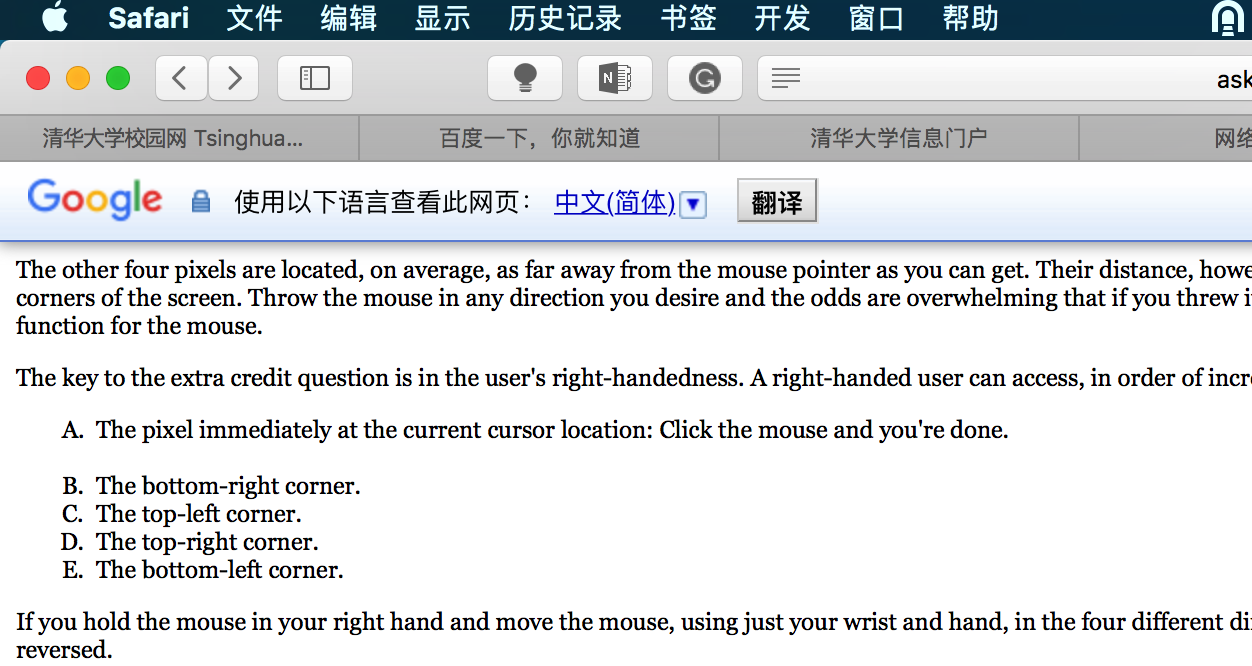 Safari 文件 编辑 显示 历史记录 书签 开发 窗口 帮助
N G ask
清华大学校园网 Tsinghua... 百度一下，你就知道 清华大学信息门户 网络
Google 使用以下语言查看此网页： 中文(简体) 翻译
The other four pixels are located, on average, as far away from the mouse pointer as you can get. Their distance, howe
corners of the screen. Throw the mouse in any direction you desire and the odds are overwhelming that if you threw i
function for the mouse.
The key to the extra credit question is in the user's right-handedness. A right-handed user can access, in order of incr
A. The pixel immediately at the current cursor location: Click the mouse and you're done.
B. The bottom-right corner.
C. The top-left corner.
D. The top-right corner.
E. The bottom-left corner.
If you hold the mouse in your right hand and move the mouse, using just your wrist and hand, in the four different di
reversed.